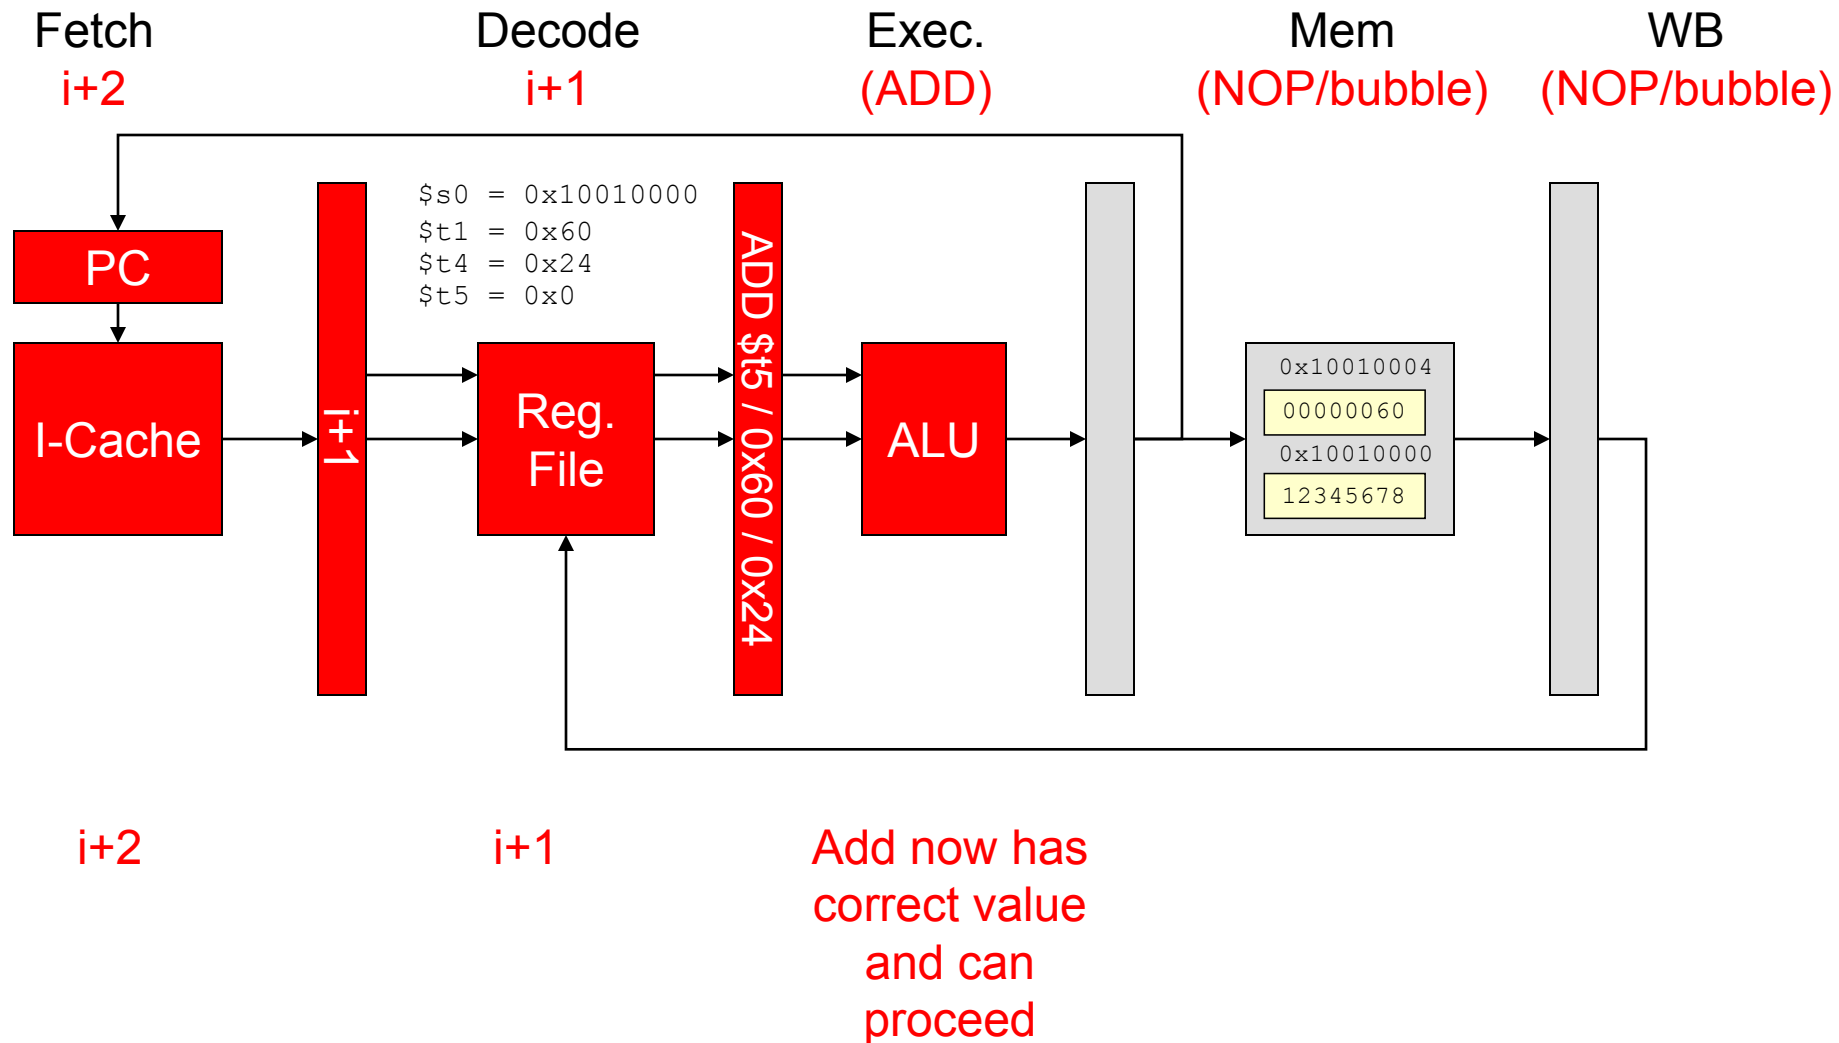 Fetch Decode Exec. Mem WB
i+2 i+1 (ADD) (NOP/bubble) (NOP/bubble)
$s0 = 0x10010000
$t1 = 0x60
$t4 = 0x24
$t5 = 0x0
PC
I-Cache
i+1
Reg.
File
ADD $t5 / 0x60 / 0x24
ALU
0x10010004
00000060
0x10010000
12345678
i+2 i+1 Add now has
correct value
and can
proceed